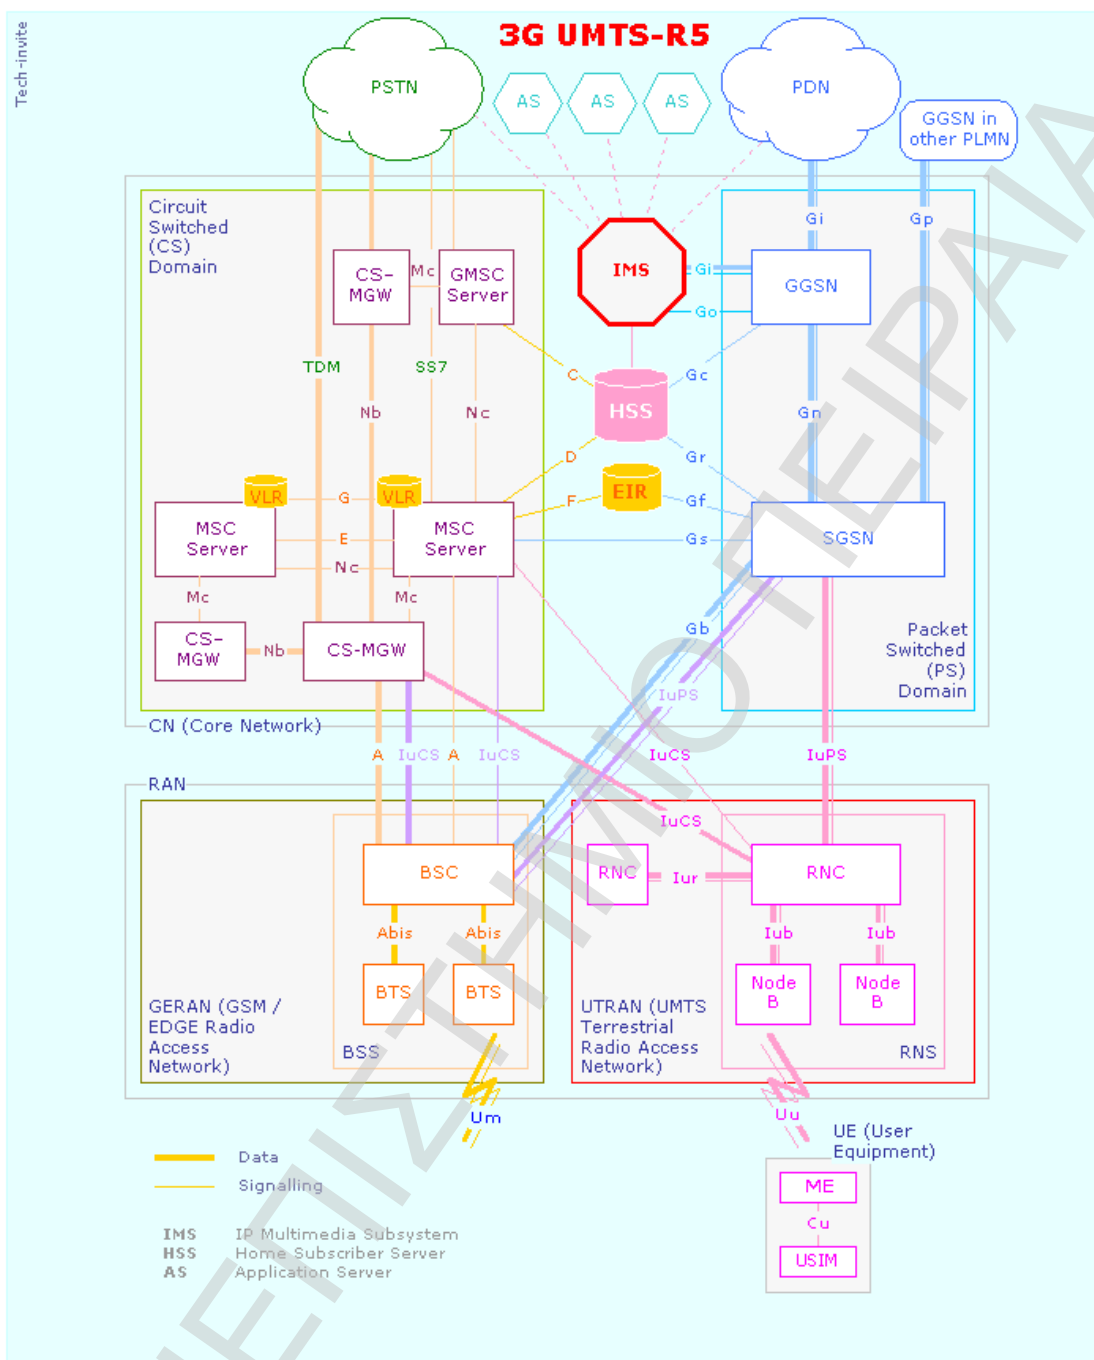 Tech-invite
3G UMTS-R5
PSTN
AS
AS
AS
PDN
GGSN in
other PLMN
Circuit
Switched
(CS)
Domain
Gi
Gp
CS-
MGW
Mc
GMSC
Server
IMS
Gi
GGSN
Go
TDM
SS7
C
Gc
Nb
Nc
HSS
Gn
D
Gr
VLR
G
VLR
EIR
F
Gf
MSC
Server
E
MSC
Server
Gs
SGSN
Nc
Mc
Mc
CS-
MGW
Nb
CS-MGW
Gb
Packet
Switched
(PS)
Domain
IuPS
CN (Core Network)
A
IuCS
A
IuCS
IuCS
IuPS
RAN
IuCS
BSC
RNC
Iur
RNC
Abis
Abis
Iub
Iub
BTS
BTS
Node
B
Node
B
GERAN (GSM /
EDGE Radio
Access
Network)
BSS
UTRAN (UMTS
Terrestrial
Radio Access
Network)
RNS
Um
Uu
UE (User
Equipment)
Data
Signalling
ME
Cu
USIM
IMS IP Multimedia Subsystem
HSS Home Subscriber Server
AS Application Server
ΕΠΙΣΤΗΜΙΟ ΠΕΙΡΑΙΑ